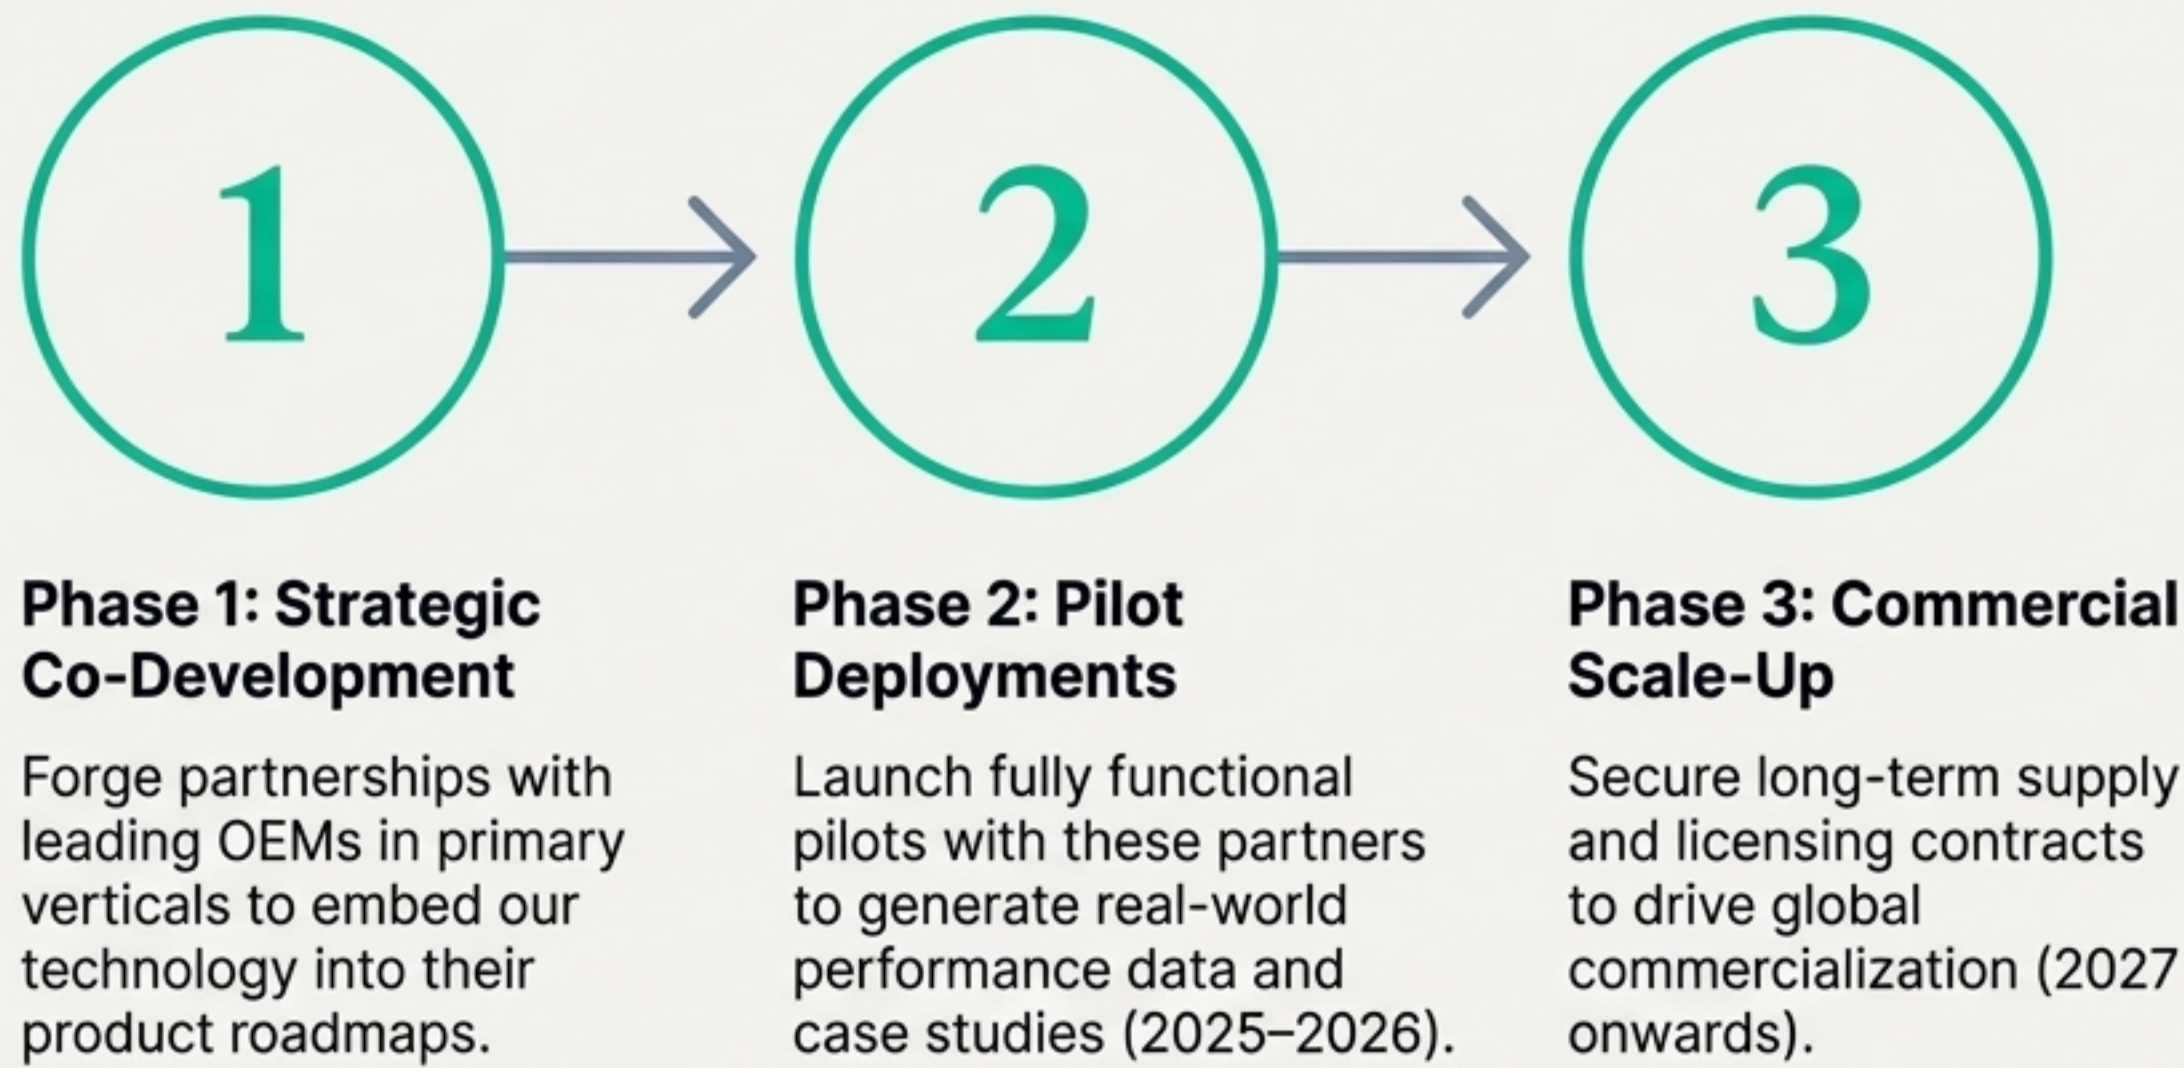 1
2
3
Phase 1: Strategic
Co-Development
Forge partnerships with
leading OEMs in primary
verticals to embed our
technology into their
product roadmaps.
Phase 2: Pilot
Deployments
Launch fully functional
pilots with these partners
to generate real-world
performance data and
case studies (2025–2026).
Phase 3: Commercial
Scale-Up
Secure long-term supply
and licensing contracts
to drive global
commercialization (2027
onwards).